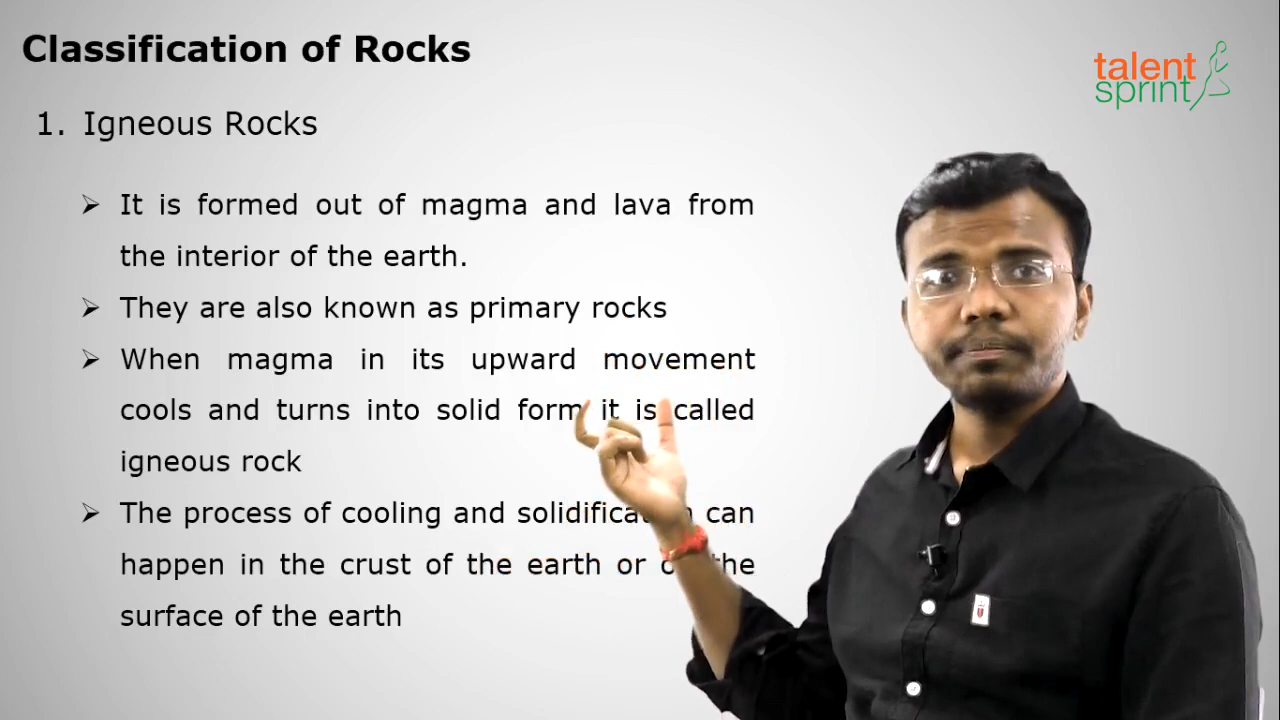 Classification of Rocks
talent
sprint
1. Igneous Rocks
➢ It is formed out of magma and lava from
the interior of the earth.
➢ They are also known as primary rocks
➢ When magma in its upward movement
cools and turns into solid form it is called
igneous rock
➢ The process of cooling and solidification can
happen in the crust of the earth or on the
surface of the earth